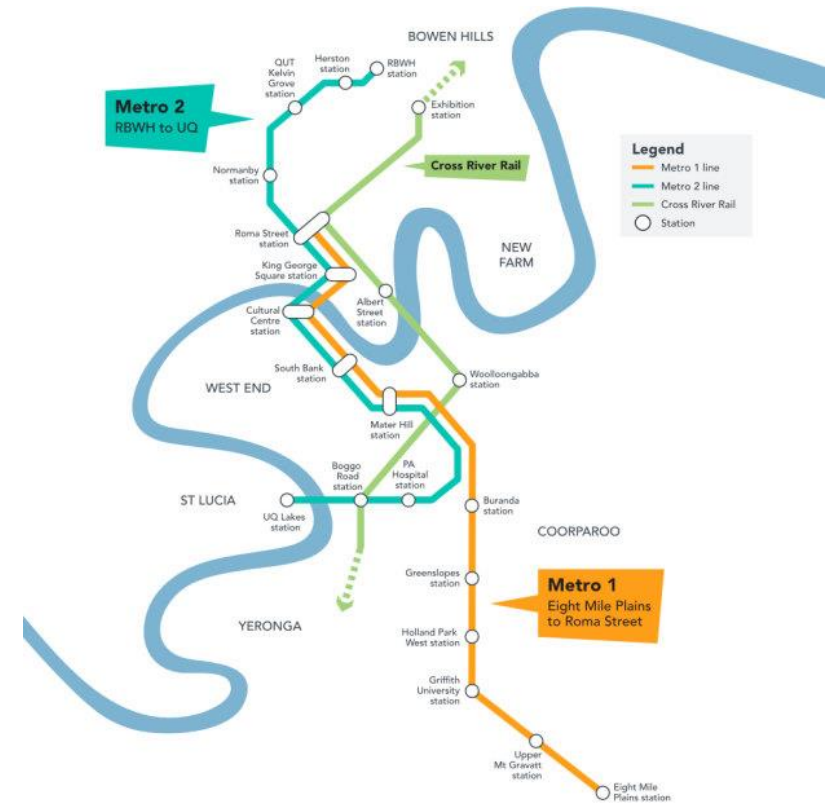 BOWEN HILLS
QUT
Kelvin
Grove
station
Herston
station
RBWH
station
Metro 2
RBWH to UQ
Exhibition
station
Cross River Rail
Legend
Metro 1 line
Metro 2 line
Cross River Rail
Station
Normanby
station
Roma Street
station
NEW
FARM
King George
Square station
Albert
Street
station
Cultural
Centre
station
South Bank
station
WEST END
Woolloongabba
station
Mater Hill
station
Boggo
Road
station
PA
Hospital
station
ST LUCIA
UQ Lakes
station
Buranda
station
COORPAROO
Greenslopes
station
Metro 1
Eight Mile Plains
to Roma Street
YERONGA
Holland Park
West station
Griffith
University
station
Upper
Mt Gravatt
station
Eight Mile
Plains station